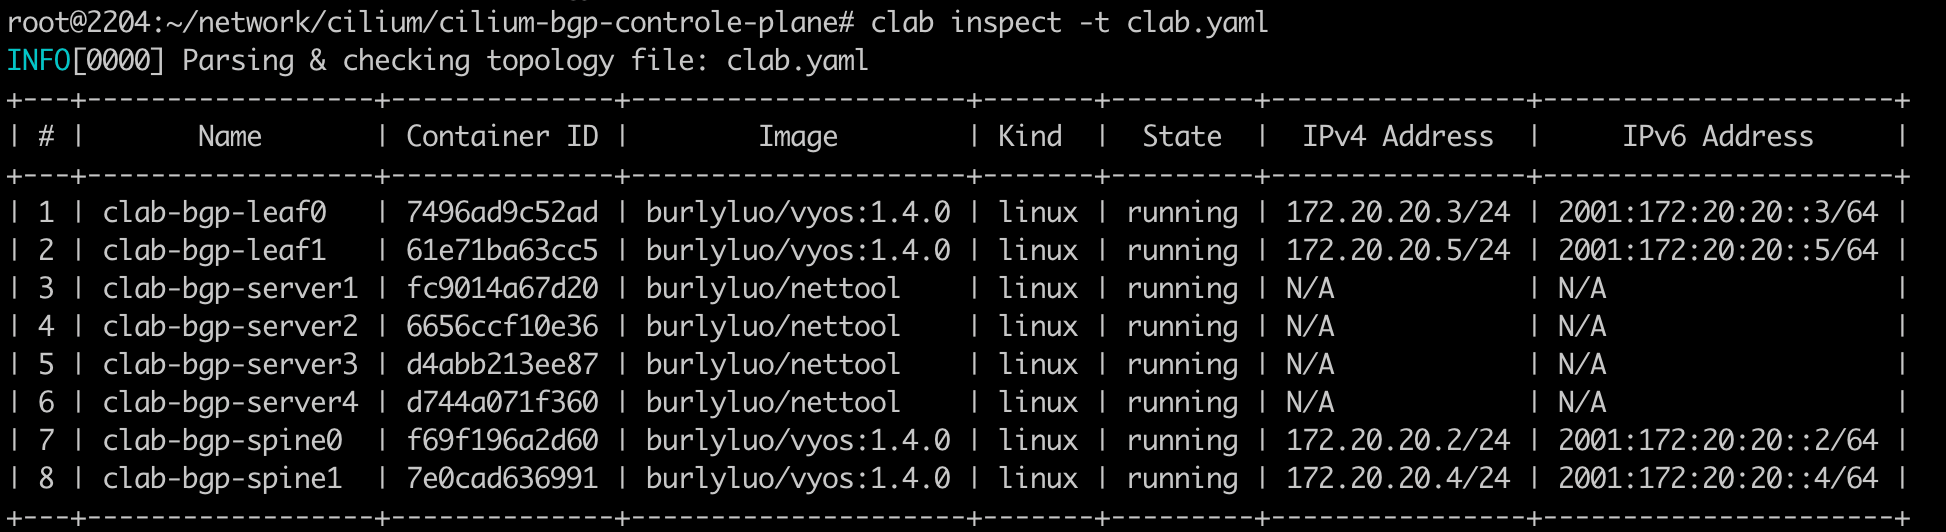 root@2204:~/network/cilium/cilium-bgp-controle-plane# clab inspect -t clab.yaml
INFO[0000] Parsing & checking topology file: clab.yaml
+---+------------------+--------------+---------------------+-------+---------+----------------+----------------------+
| # |       Name       | Container ID |        Image        | Kind  |  State  |  IPv4 Address  |     IPv6 Address     |
+---+------------------+--------------+---------------------+-------+---------+----------------+----------------------+
| 1 | clab-bgp-leaf0   | 7496ad9c52ad | burlyluo/vyos:1.4.0 | linux | running | 172.20.20.3/24 | 2001:172:20:20::3/64 |
| 2 | clab-bgp-leaf1   | 61e71ba63cc5 | burlyluo/vyos:1.4.0 | linux | running | 172.20.20.5/24 | 2001:172:20:20::5/64 |
| 3 | clab-bgp-server1 | fc9014a67d20 | burlyluo/nettool    | linux | running | N/A            | N/A                  |
| 4 | clab-bgp-server2 | 6656ccf10e36 | burlyluo/nettool    | linux | running | N/A            | N/A                  |
| 5 | clab-bgp-server3 | d4abb213ee87 | burlyluo/nettool    | linux | running | N/A            | N/A                  |
| 6 | clab-bgp-server4 | d744a071f360 | burlyluo/nettool    | linux | running | N/A            | N/A                  |
| 7 | clab-bgp-spine0  | f69f196a2d60 | burlyluo/vyos:1.4.0 | linux | running | 172.20.20.2/24 | 2001:172:20:20::2/64 |
| 8 | clab-bgp-spine1  | 7e0cad636991 | burlyluo/vyos:1.4.0 | linux | running | 172.20.20.4/24 | 2001:172:20:20::4/64 |
+---+------------------+--------------+---------------------+-------+---------+----------------+----------------------+